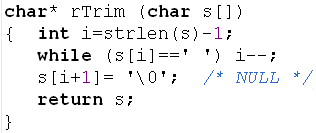 char* rTrim (char s[])
{  int i=strlen(s)-1;
   while (s[i]==' ') i--;
   s[i+1]= '\0';  /* NULL */
   return s;
}